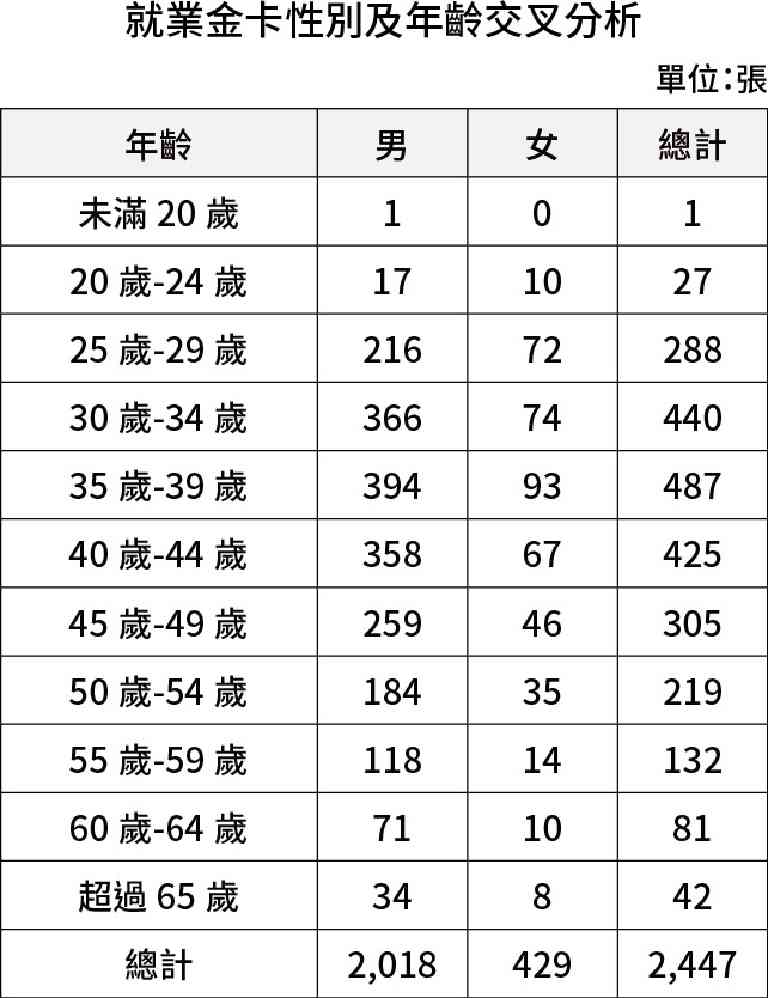 就業金卡性別及年齡交叉分析
單位：張
年齡 男 女 總計
未滿 20 歲 1 0 1
20 歲-24 歲 17 10 27
25 歲-29 歲 216 72 288
30 歲-34 歲 366 74 440
35 歲-39 歲 394 93 487
40 歲-44 歲 358 67 425
45 歲-49 歲 259 46 305
50 歲-54 歲 184 35 219
55 歲-59 歲 118 14 132
60 歲-64 歲 71 10 81
超過 65 歲 34 8 42
總計 2,018 429 2,447